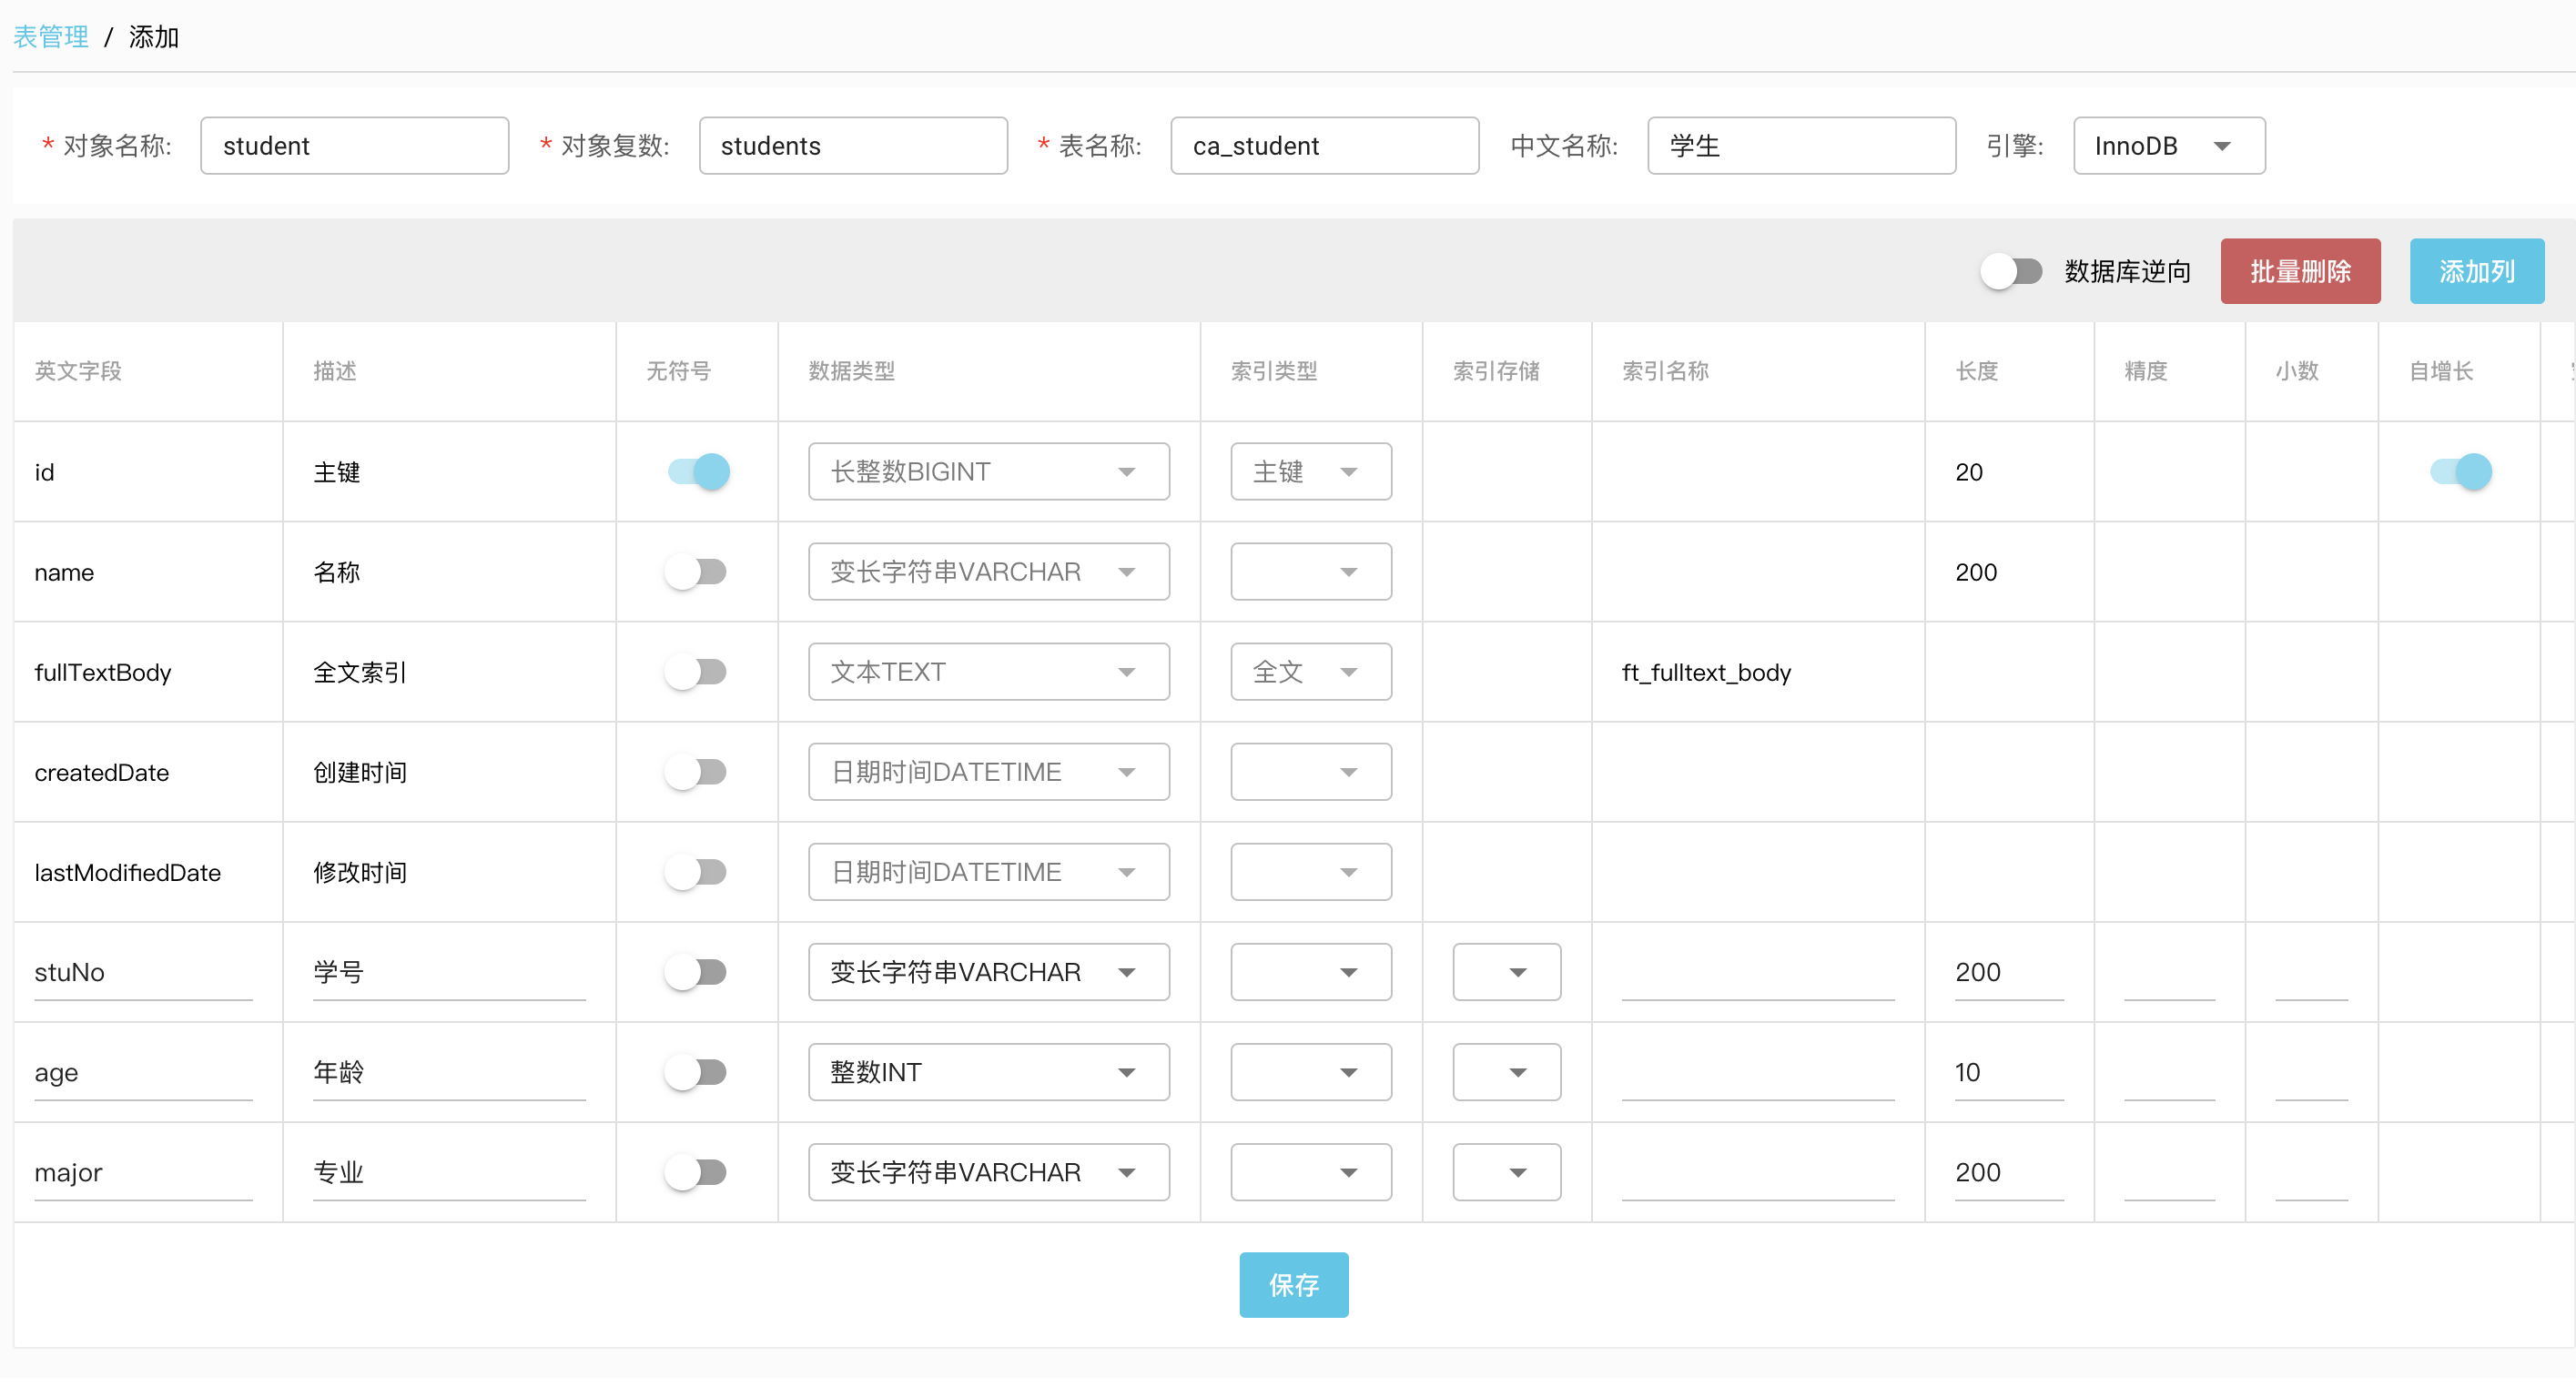 表管理 / 添加
* 对象名称: student * 对象复数: students * 表名称: ca_student 中文名称: 学生 引擎: InnoDB
数据库逆向 批量删除 添加列
英文字段 描述 无符号 数据类型 索引类型 索引存储 索引名称 长度 精度 小数 自增长
id 主键 长整数BIGINT 主键 20
name 名称 变长字符串VARCHAR 200
fullTextBody 全文索引 文本TEXT 全文 ft_fulltext_body
createdDate 创建时间 日期时间DATETIME
lastModifiedDate 修改时间 日期时间DATETIME
stuNo 学号 变长字符串VARCHAR 200
age 年龄 整数INT 10
major 专业 变长字符串VARCHAR 200
保存